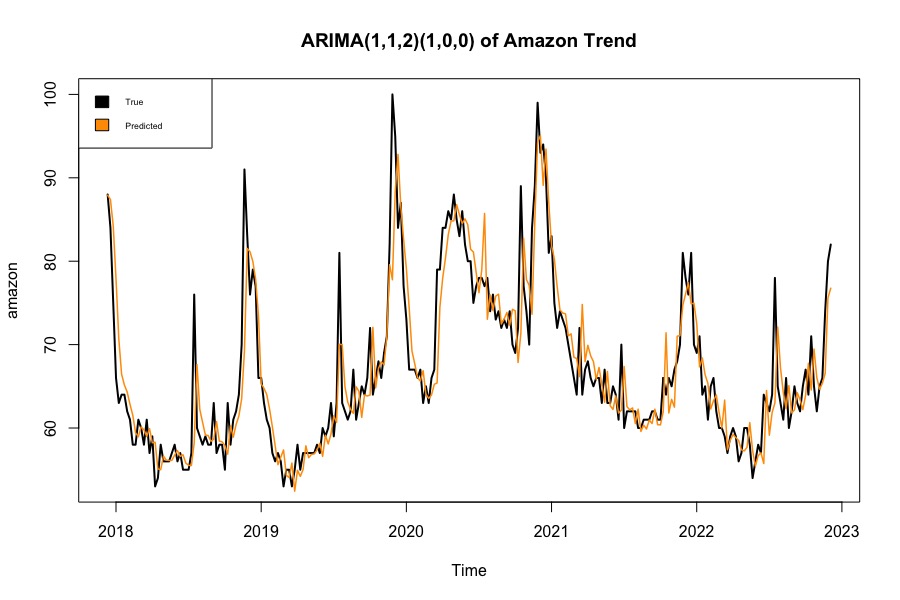 ARIMA(1,1,2)(1,0,0) of Amazon Trend
True
Predicted
amazon
100
90
80
70
60
2018 2019 2020 2021 2022 2023
Time